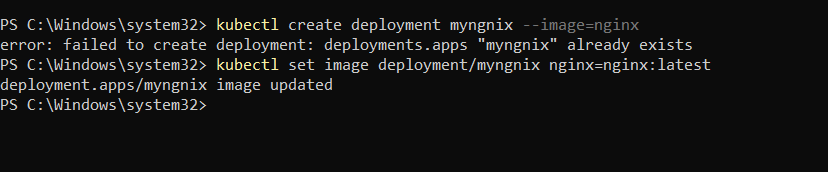 PS C:\Windows\system32> kubectl create deployment myngnix --image=nginx
error: failed to create deployment: deployments.apps "myngnix" already exists
PS C:\Windows\system32> kubectl set image deployment/myngnix nginx=nginx:latest
deployment.apps/myngnix image updated
PS C:\Windows\system32>